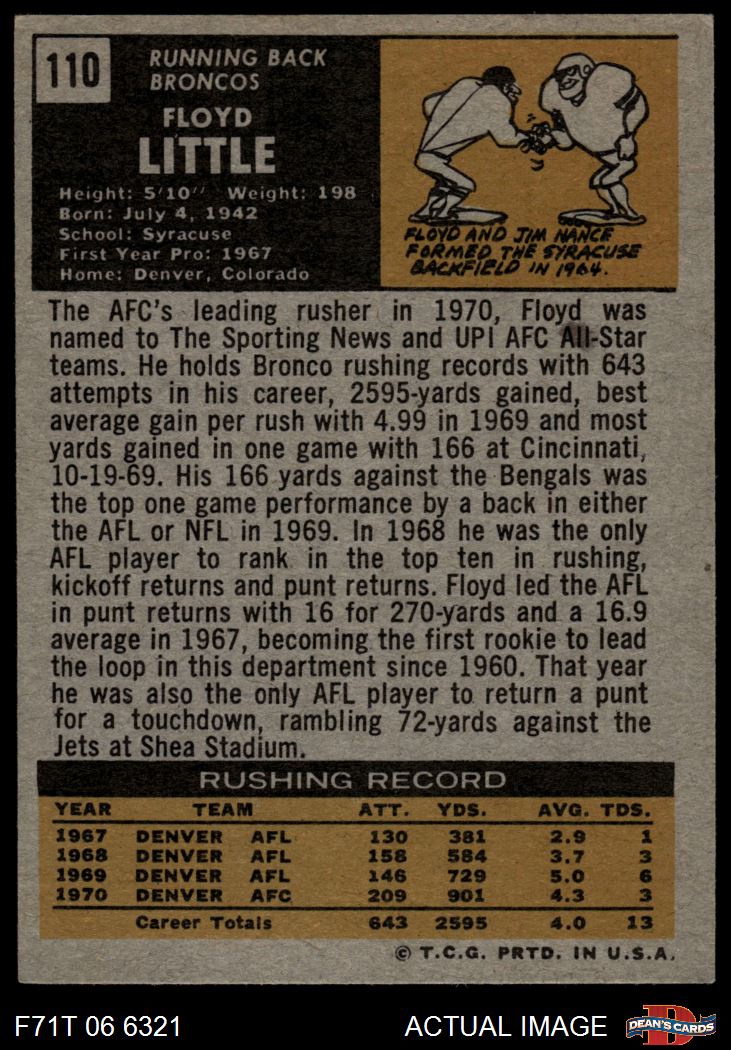 110
RUNNING BACK
BRONCOS
FLOYD
LITTLE
Height: 5'10'' Weight: 198
Born: July 4, 1942
School: Syracuse
First Year Pro: 1967
Home: Denver, Colorado
FLOYD AND JIM NANCE
FORMED THE SYRACUSE
BACKFIELD IN 1964.
The AFC's leading rusher in 1970, Floyd was
named to The Sporting News and UPI AFC All-Star
teams. He holds Bronco rushing records with 643
attempts in his career, 2595-yards gained, best
average gain per rush with 4.99 in 1969 and most
yards gained in one game with 166 at Cincinnati,
10-19-69. His 166 yards against the Bengals was
the top one game performance by a back in either
the AFL or NFL in 1969. In 1968 he was the only
AFL player to rank in the top ten in rushing,
kickoff returns and punt returns. Floyd led the AFL
in punt returns with 16 for 270-yards and a 16.9
average in 1967, becoming the first rookie to lead
the loop in this department since 1960. That year
he was also the only AFL player to return a punt
for a touchdown, rambling 72-yards against the
Jets at Shea Stadium.
RUSHING RECORD
YEAR TEAM ATT. YDS. AVG. TDS.
1967 DENVER AFL 130 381 2.9 1
1968 DENVER AFL 158 584 3.7 3
1969 DENVER AFL 146 729 5.0 6
1970 DENVER AFC 209 901 4.3 3
Career Totals 643 2595 4.0 13
© T.C.G. PRTD. IN U.S.A.
F71T 06 6321 ACTUAL IMAGE D DEAN'S CARDS